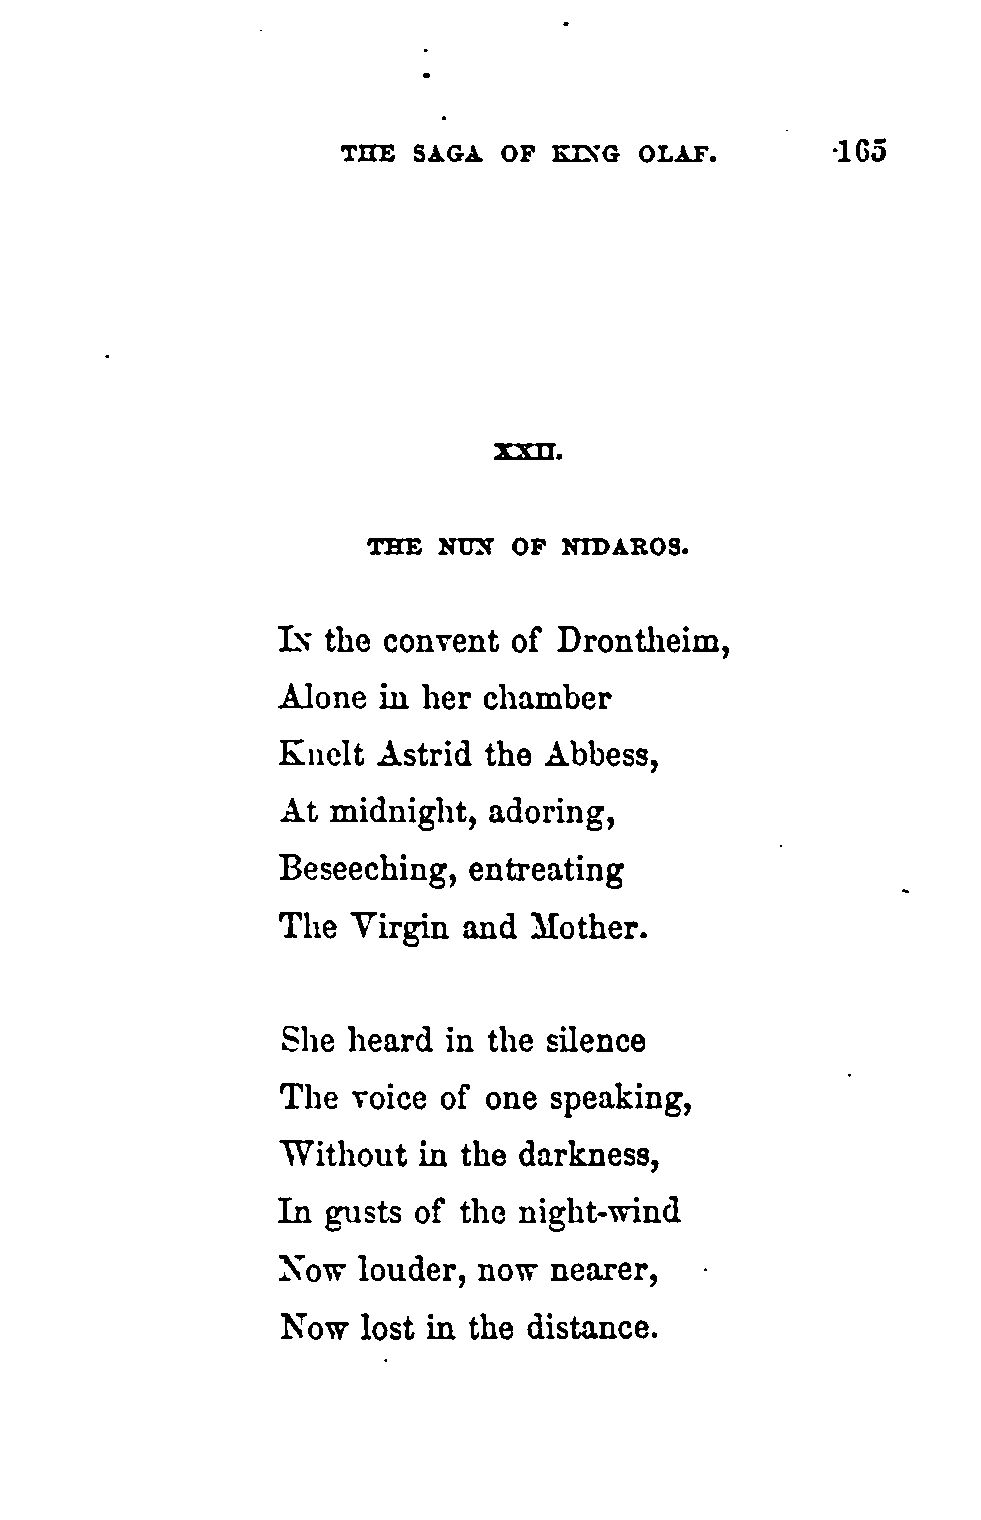 THE SAGA OF KING OLAF. 165
XXII.
THE NUN OF NIDAROS.
IN the convent of Drontheim,
Alone in her chamber
Knelt Astrid the Abbess,
At midnight, adoring,
Beseeching, entreating
The Virgin and Mother.
She heard in the silence
The voice of one speaking,
Without in the darkness,
In gusts of the night-wind
Now louder, now nearer,
Now lost in the distance.